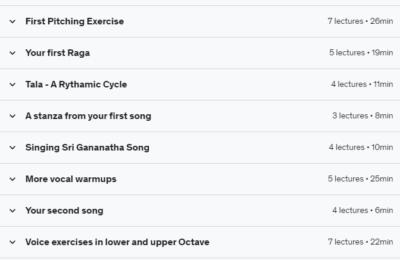 First Pitching Exercise 7 lectures • 26min
Your first Raga 5 lectures • 19min
Tala - A Rythamic Cycle 4 lectures • 11min
A stanza from your first song 3 lectures • 8min
Singing Sri Gananatha Song 4 lectures • 10min
More vocal warmups 5 lectures • 25min
Your second song 4 lectures • 6min
Voice exercises in lower and upper Octave 7 lectures • 22min